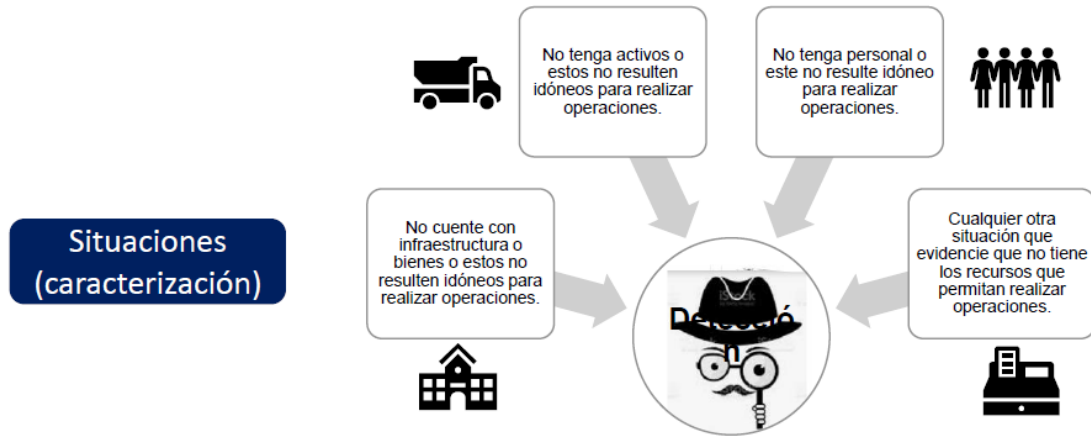 Situaciones
(caracterización)
No cuente con
infraestructura o
bienes o estos no
resulten idóneos para
realizar operaciones.
No tenga activos o
estos no resulten
idóneos para realizar
operaciones.
No tenga personal o
este no resulte idóneo
para realizar
operaciones.
Cualquier otra
situación que
evidencie que no tiene
los recursos que
permitan realizar
operaciones.
iStock
Detecció
n